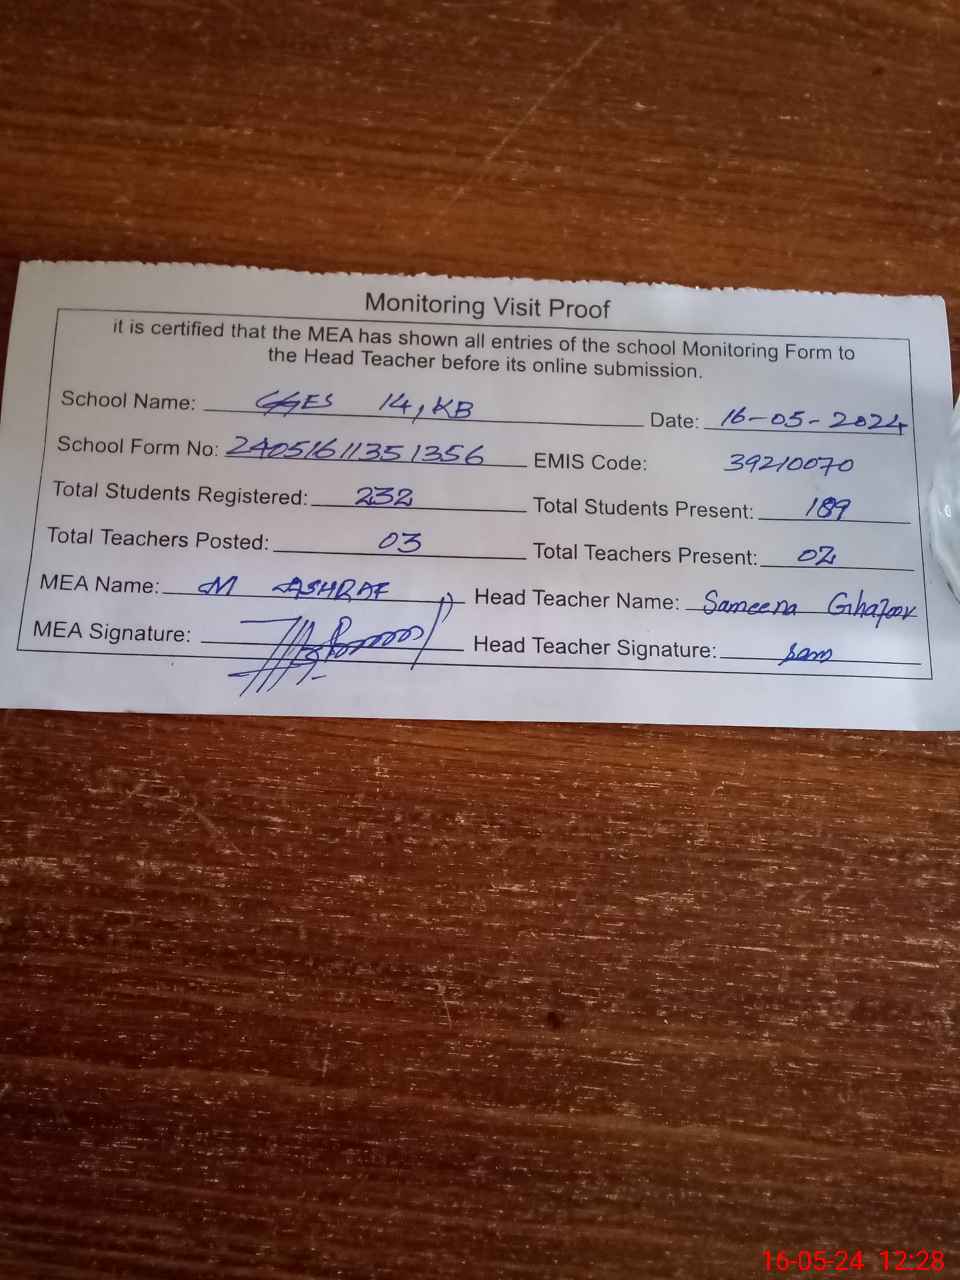 Monitoring Visit Proof
it is certified that the MEA has shown all entries of the school Monitoring Form to
the Head Teacher before its online submission.
School Name: GGES 14, KB Date: 16-05-2024
School Form No: 24051611351356 EMIS Code: 39210070
Total Students Registered: 232 Total Students Present: 189
Total Teachers Posted: 03 Total Teachers Present: 02
MEA Name: M ASHRAF Head Teacher Name: Sameena Ghafoor
MEA Signature: Head Teacher Signature: Sam
16-05-24 12:28